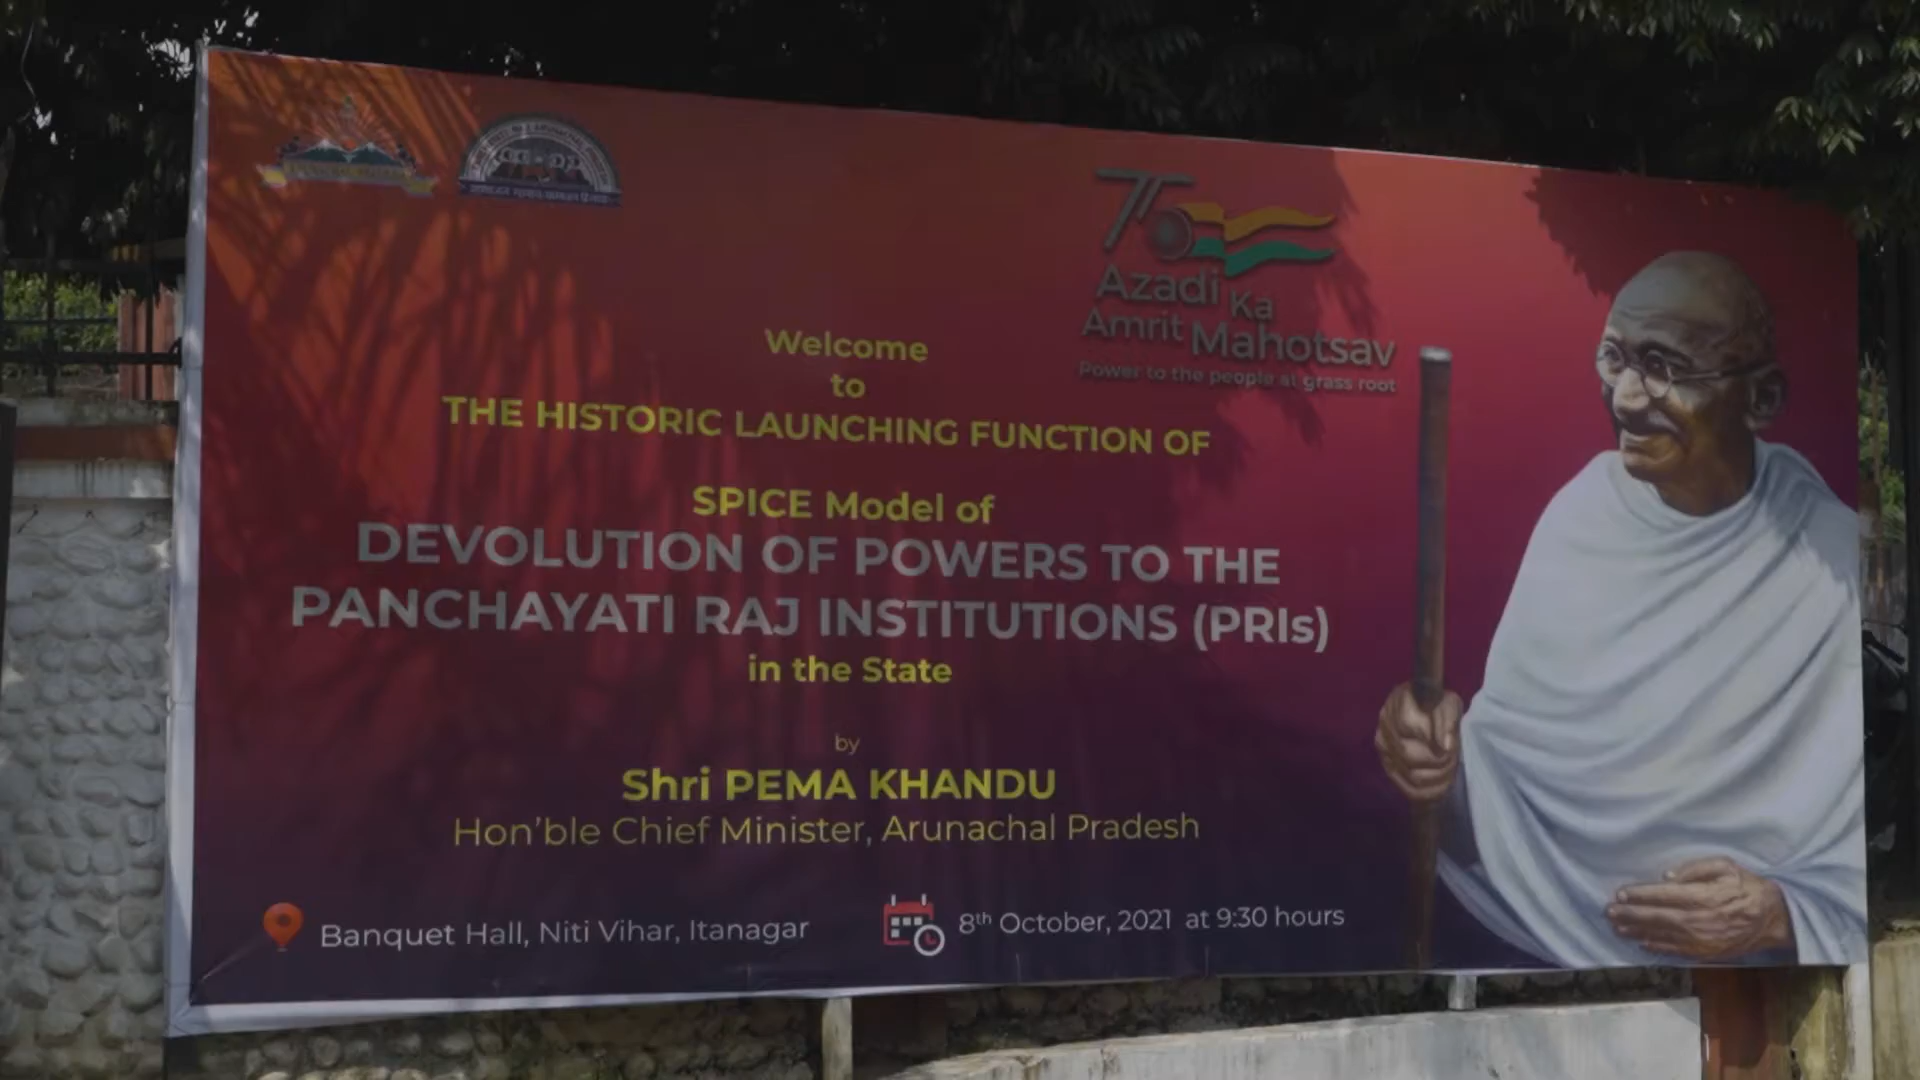 75
Azadi Ka
Amrit Mahotsav
Power to the people at grass root
Welcome
to
THE HISTORIC LAUNCHING FUNCTION OF
SPICE Model of
DEVOLUTION OF POWERS TO THE
PANCHAYATI RAJ INSTITUTIONS (PRIs)
in the State
by
Shri PEMA KHANDU
Hon'ble Chief Minister, Arunachal Pradesh
Banquet Hall, Niti Vihar, Itanagar
8th October, 2021 at 9:30 hours